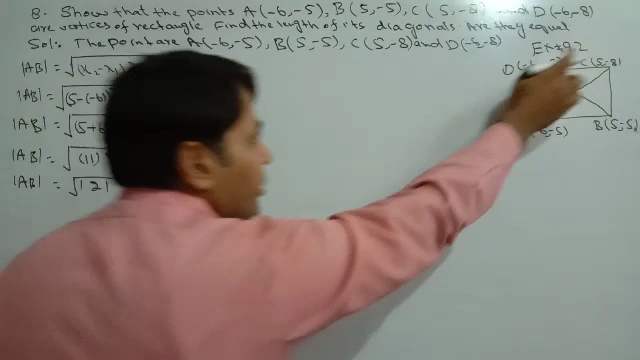 8. Show that the points A(-6,-5), B(5,-5), C(5,-8) and D(-6,-8)
are vertices of rectangle Find the length of its diagonals Are they equal
Sol:- The point are A(-6,-5), B(5,-5), C(5,-8) and D(-6,-8)
Ex#9.2
|AB| = √(x₂-x₁)
D(-6 C(5,-8)
|AB| = √(5-(-6)
|AB| = √(5+6)
-5) B(5,-5)
|AB| = √(11)
|AB| = √121